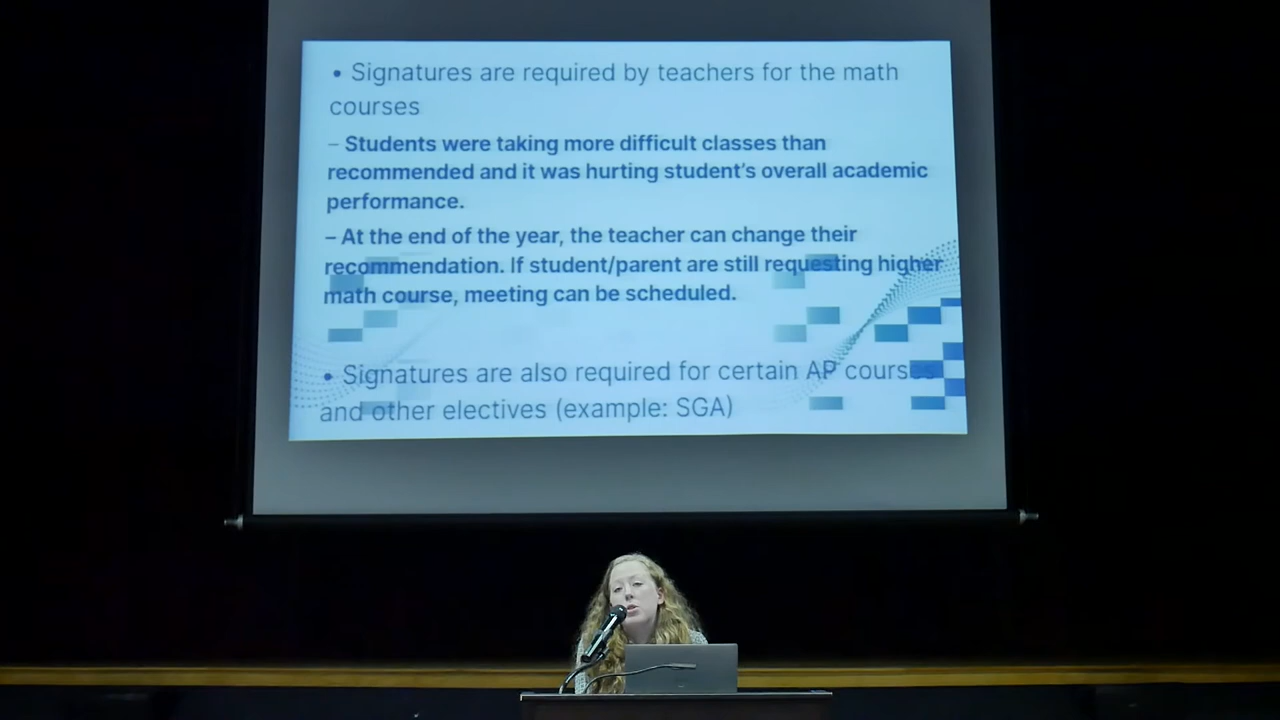 • Signatures are required by teachers for the math
courses
– Students were taking more difficult classes than
recommended and it was hurting student's overall academic
performance.
– At the end of the year, the teacher can change their
recommendation. If student/parent are still requesting higher
math course, meeting can be scheduled.
• Signatures are also required for certain AP courses
and other electives (example: SGA)